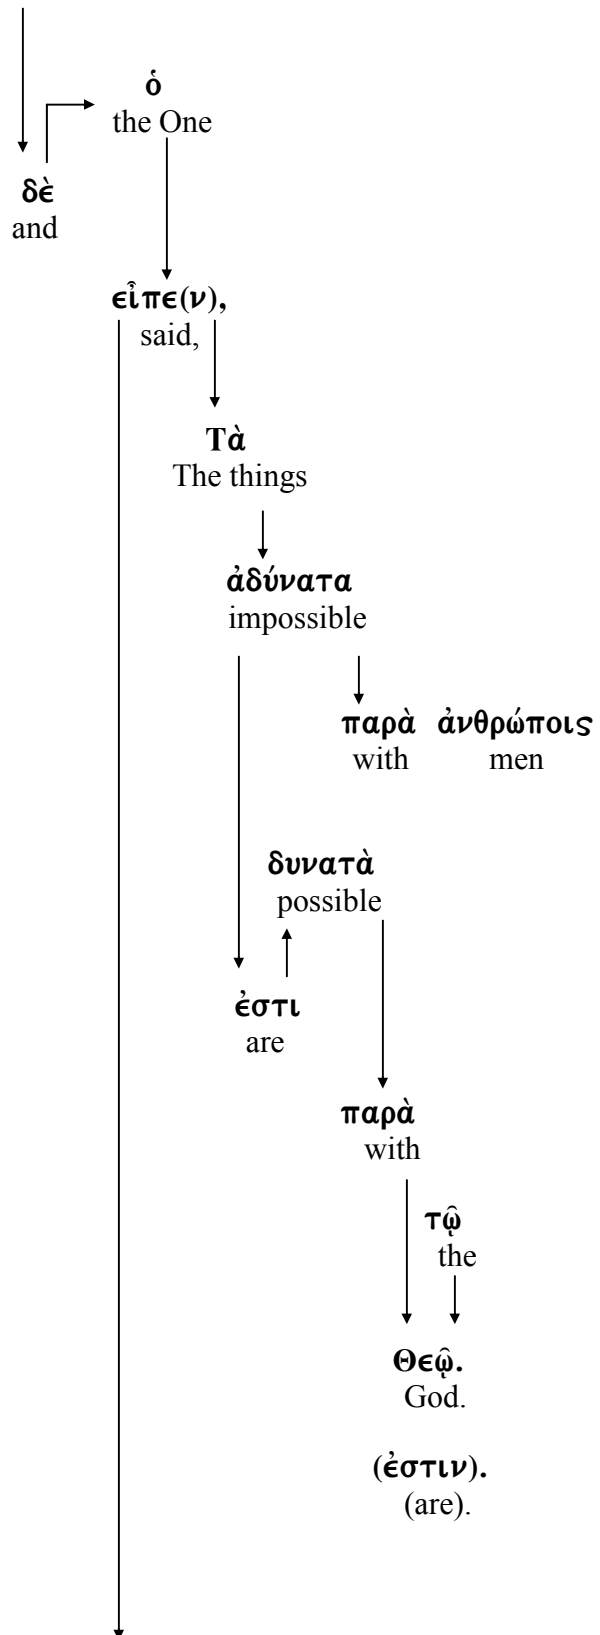 ὁ
the One
δὲ
and
εἶπε(ν),
said,
Τὰ
The things
ἀδύνατα
impossible
παρὰ ἀνθρώποις
with men
δυνατὰ
possible
ἐστι
are
παρὰ
with
τῷ
the
Θεῷ.
God.
(ἐστιν).
(are).